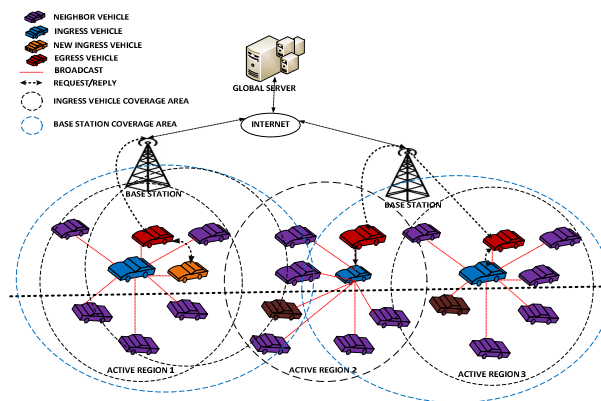 NEIGHBOR VEHICLE
INGRESS VEHICLE
NEW INGRESS VEHICLE
EGRESS VEHICLE
BROADCAST
REQUEST/REPLY
INGRESS VEHICLE COVERAGE AREA
BASE STATION COVERAGE AREA
GLOBAL SERVER
INTERNET
BASE STATION
BASE STATION
ACTIVE REGION 1
ACTIVE REGION 2
ACTIVE REGION 3